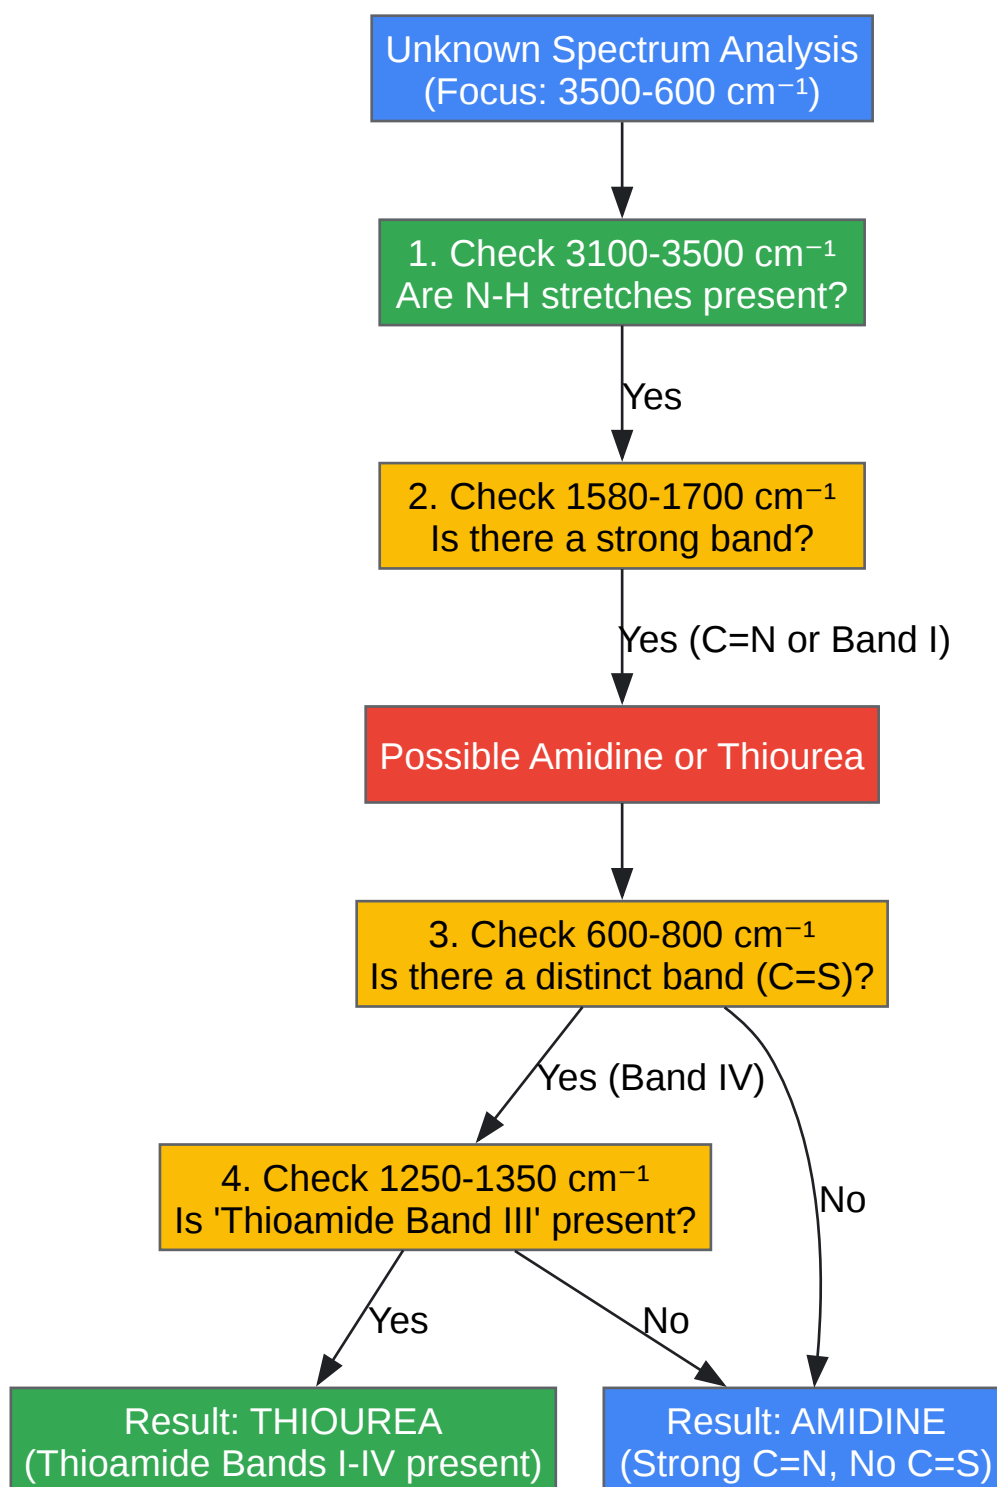 Unknown Spectrum Analysis
(Focus: 3500-600 cm⁻¹)
1. Check 3100-3500 cm⁻¹
Are N-H stretches present?
Yes
2. Check 1580-1700 cm⁻¹
Is there a strong band?
Yes (C=N or Band I)
Possible Amidine or Thiourea
3. Check 600-800 cm⁻¹
Is there a distinct band (C=S)?
Yes (Band IV)
4. Check 1250-1350 cm⁻¹
Is 'Thioamide Band III' present?
No
Yes
No
Result: THIOUREA
(Thioamide Bands I-IV present)
Result: AMIDINE
(Strong C=N, No C=S)